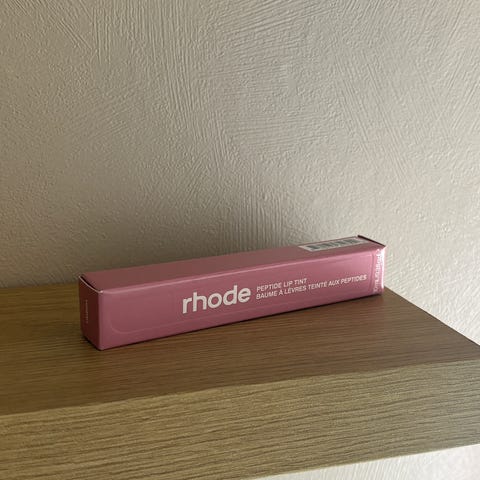 rhode
PEPTIDE LIP TINT
BAUME À LÈVRES TEINTÉ AUX PEPTIDES